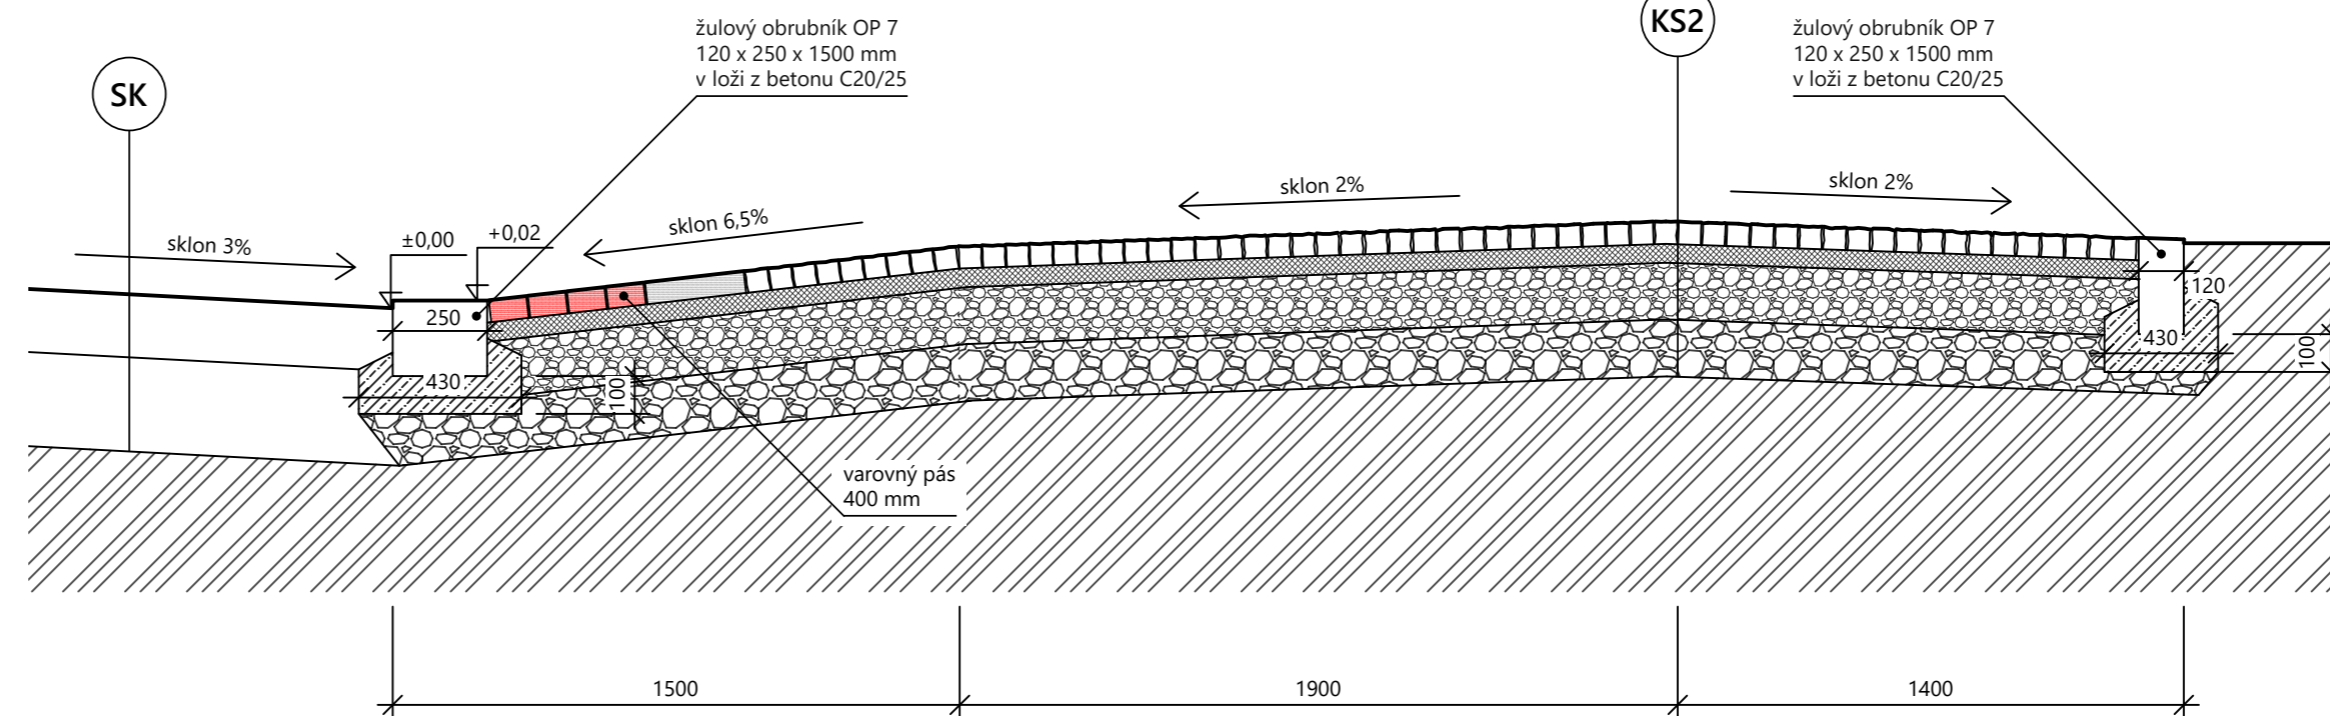 žulový obrubník OP 7
120 x 250 x 1500 mm
v loži z betonu C20/25
KS2
žulový obrubník OP 7
120 x 250 x 1500 mm
v loži z betonu C20/25
SK
sklon 3%
±0,00
+0,02
sklon 6,5%
sklon 2%
sklon 2%
250
430
100
120
430
100
varovný pás
400 mm
1500
1900
1400